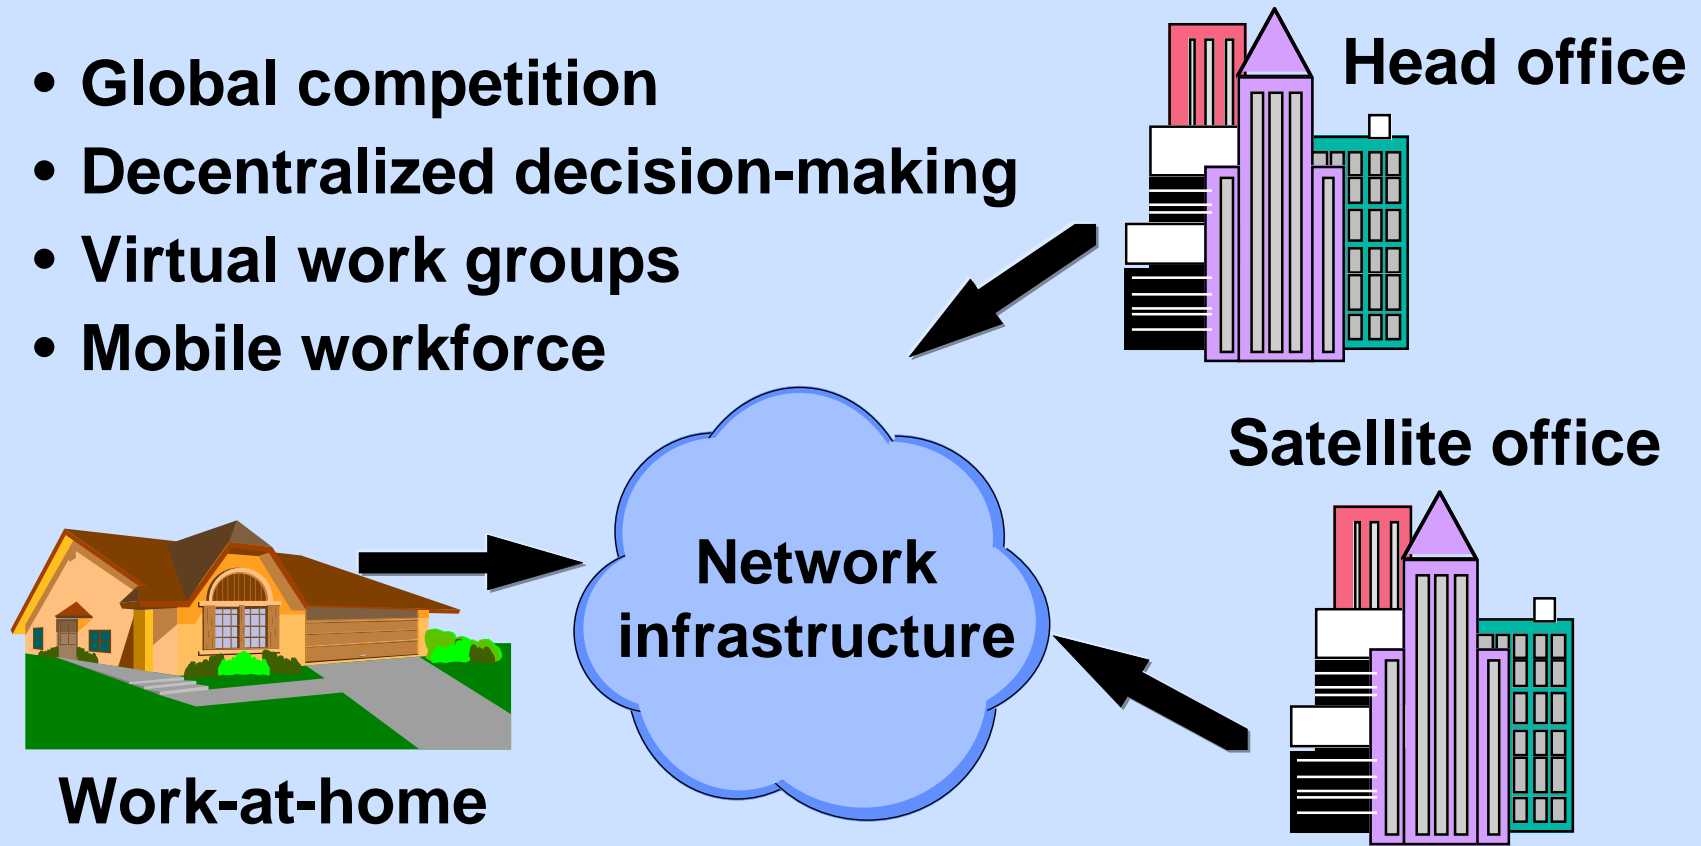 • Global competition
• Decentralized decision-making
• Virtual work groups
• Mobile workforce
Head office
Satellite office
Network
infrastructure
Work-at-home